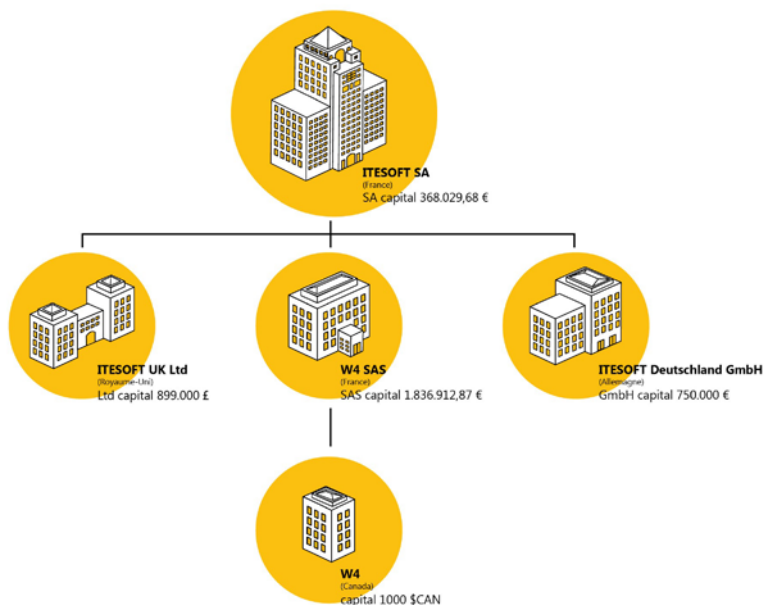 ITESOFT SA
(France)
SA capital 368.029,68 €
ITESOFT UK Ltd
(Royaume-Uni)
Ltd capital 899.000 £
W4 SAS
(France)
SAS capital 1.836.912,87 €
ITESOFT Deutschland GmbH
(Allemagne)
GmbH capital 750.000 €
W4
(Canada)
capital 1000 $CAN